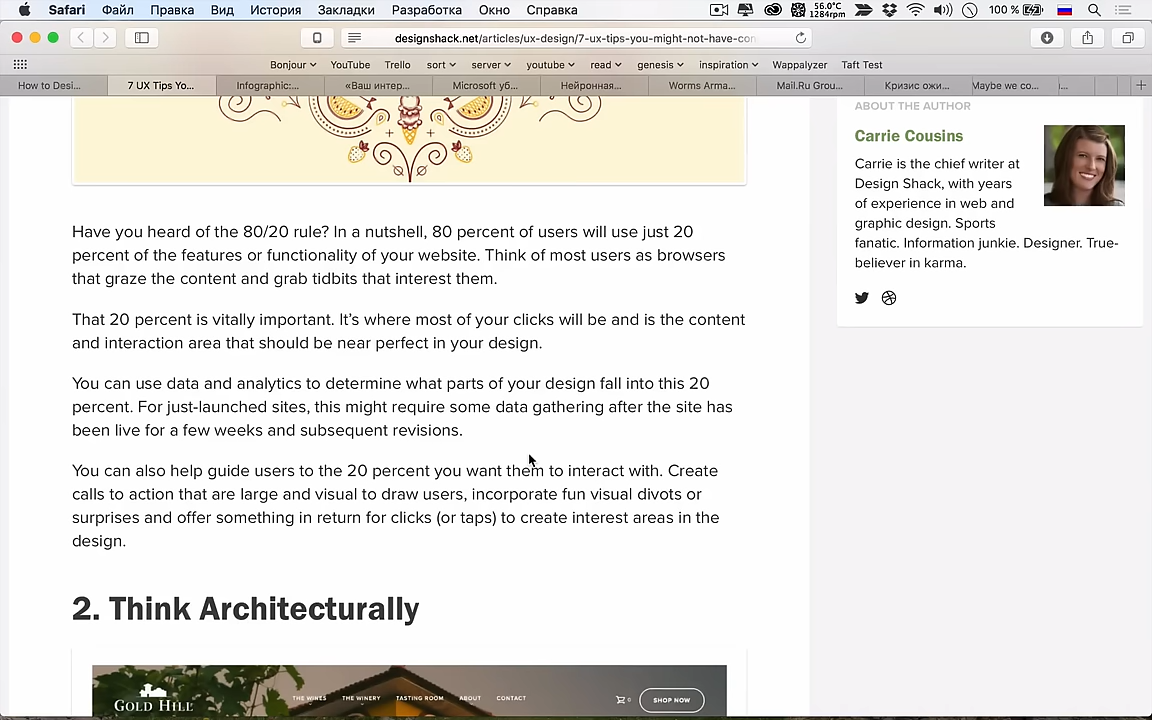 Safari Файл Правка Вид История Закладки Разработка Окно Справка 56.0°C 1284rpm 100 %
designshack.net/articles/ux-design/7-ux-tips-you-might-not-have-con
Bonjour YouTube Trello sort server youtube read genesis inspiration Wappalyzer Taft Test
How to Desi... 7 UX Tips Yo... Infographic:... «Ваш интер... Microsoft уб... Нейронная... Worms Arma... Mail.Ru Grou... Кризис ожи... Maybe we co...
ABOUT THE AUTHOR
Carrie Cousins
Carrie is the chief writer at
Design Shack, with years
of experience in web and
graphic design. Sports
fanatic. Information junkie. Designer. True-
believer in karma.
Have you heard of the 80/20 rule? In a nutshell, 80 percent of users will use just 20
percent of the features or functionality of your website. Think of most users as browsers
that graze the content and grab tidbits that interest them.
That 20 percent is vitally important. It’s where most of your clicks will be and is the content
and interaction area that should be near perfect in your design.
You can use data and analytics to determine what parts of your design fall into this 20
percent. For just-launched sites, this might require some data gathering after the site has
been live for a few weeks and subsequent revisions.
You can also help guide users to the 20 percent you want them to interact with. Create
calls to action that are large and visual to draw users, incorporate fun visual divots or
surprises and offer something in return for clicks (or taps) to create interest areas in the
design.
2. Think Architecturally
GOLD HILL THE WINES THE WINERY TASTING ROOM ABOUT CONTACT 0 SHOP NOW